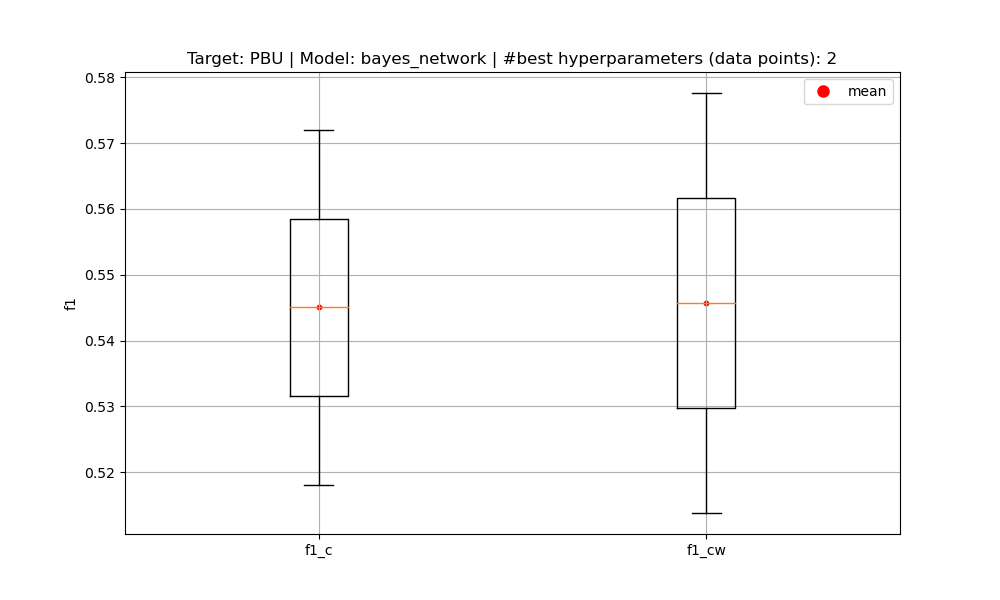 Target: PBU | Model: bayes_network | #best hyperparameters (data points): 2
mean
0.58
0.57
0.56
0.55
0.54
0.53
0.52
f1
f1_c
f1_cw